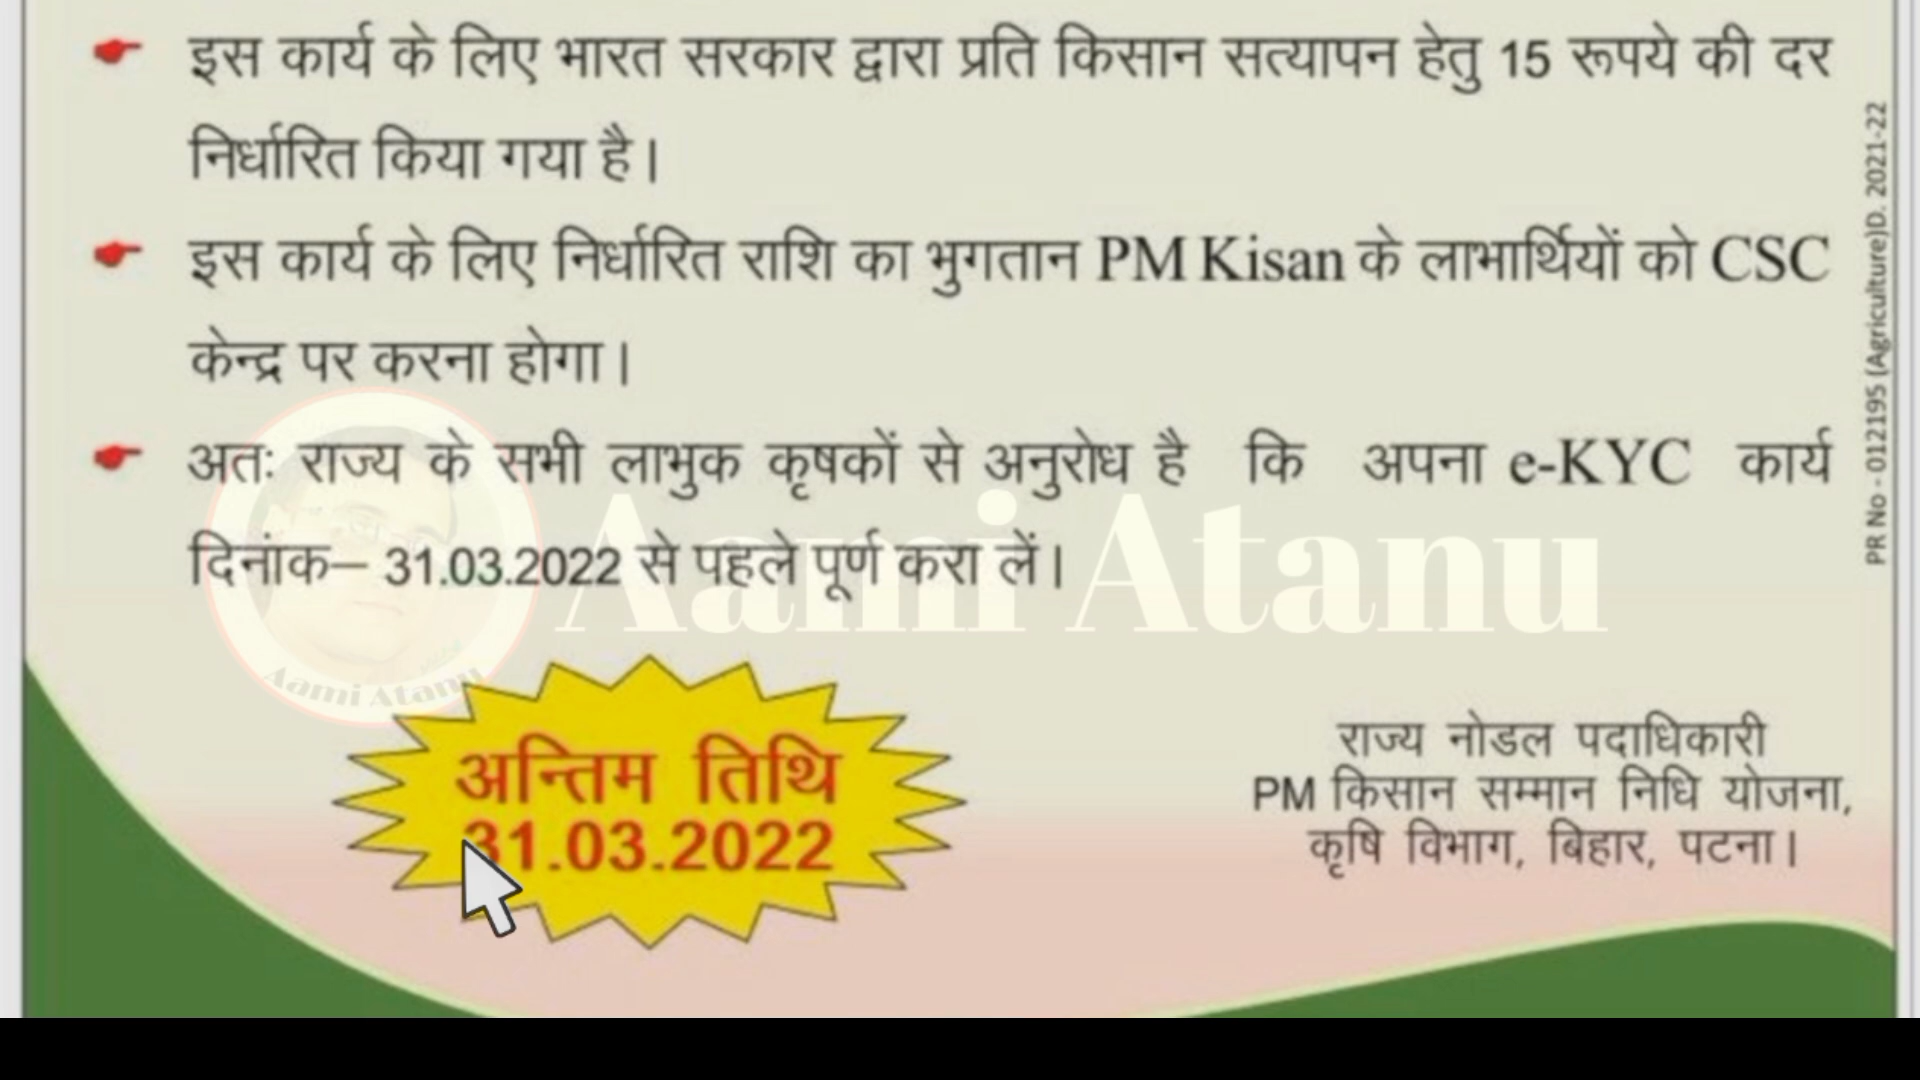 इस कार्य के लिए भारत सरकार द्वारा प्रति किसान सत्यापन हेतु 15 रूपये की दर
निर्धारित किया गया है।
इस कार्य के लिए निर्धारित राशि का भुगतान PM Kisan के लाभार्थियों को CSC
केन्द्र पर करना होगा।
अतः राज्य के सभी लाभुक कृषकों से अनुरोध है कि अपना e-KYC कार्य
दिनांक– 31.03.2022 से पहले पूर्ण करा लें।
Aami Atanu
Aami Atanu
अन्तिम तिथि
31.03.2022
राज्य नोडल पदाधिकारी
PM किसान सम्मान निधि योजना,
कृषि विभाग, बिहार, पटना।
PR No - 012195 (Agriculture)D. 2021-22